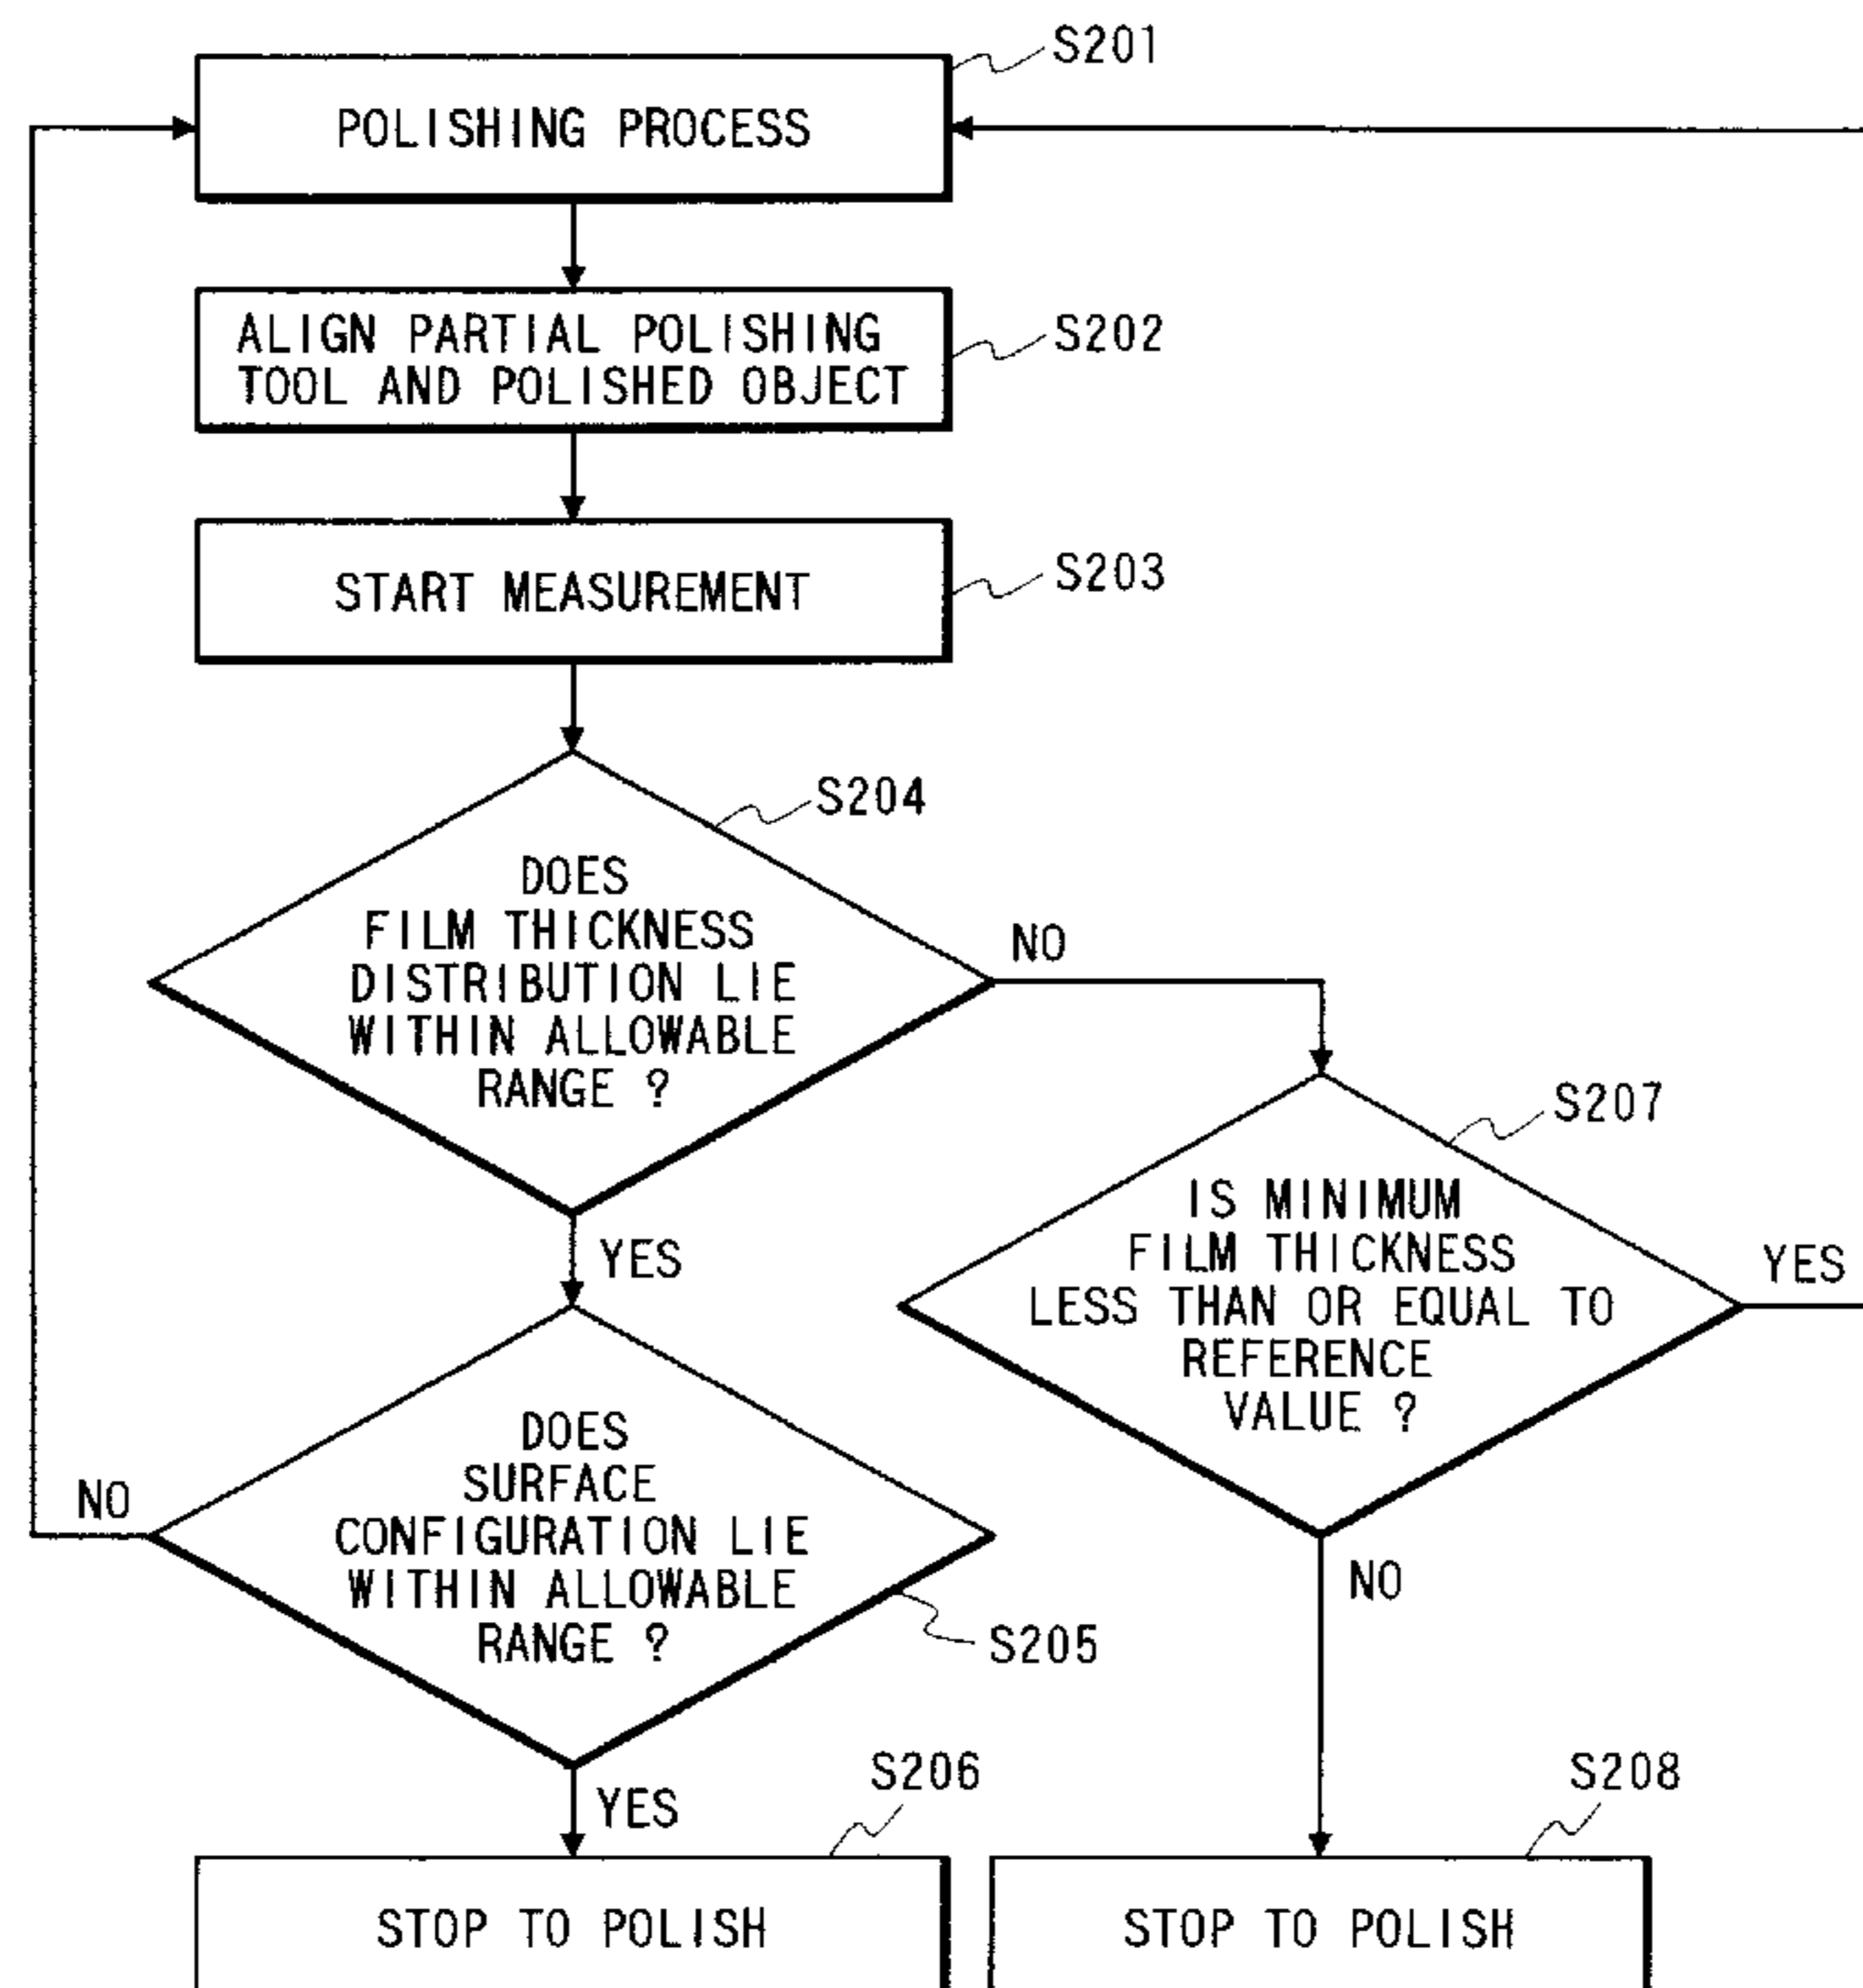 S201
POLISHING PROCESS
ALIGN PARTIAL POLISHING
TOOL AND POLISHED OBJECT
S202
START MEASUREMENT
S203
S204
DOES
FILM THICKNESS
DISTRIBUTION LIE
WITHIN ALLOWABLE
RANGE ?
NO
YES
S207
IS MINIMUM
FILM THICKNESS
LESS THAN OR EQUAL TO
REFERENCE
VALUE ?
YES
NO
DOES
SURFACE
CONFIGURATION LIE
WITHIN ALLOWABLE
RANGE ?
NO
S205
YES
S206
STOP TO POLISH
S208
STOP TO POLISH